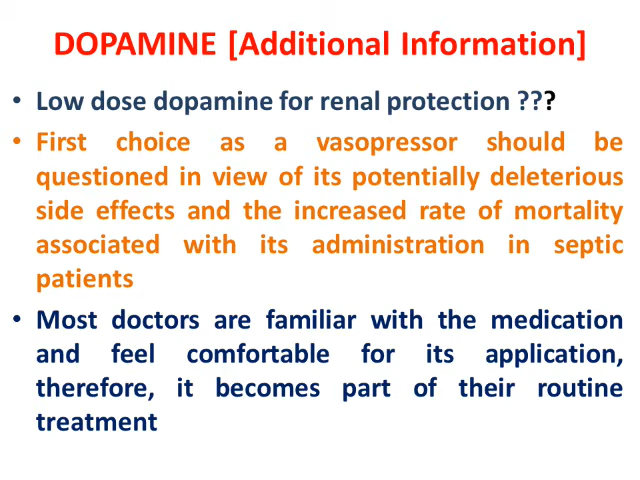 DOPAMINE [Additional Information]
• Low dose dopamine for renal protection ???
• First choice as a vasopressor should be
questioned in view of its potentially deleterious
side effects and the increased rate of mortality
associated with its administration in septic
patients
• Most doctors are familiar with the medication
and feel comfortable for its application,
therefore, it becomes part of their routine
treatment